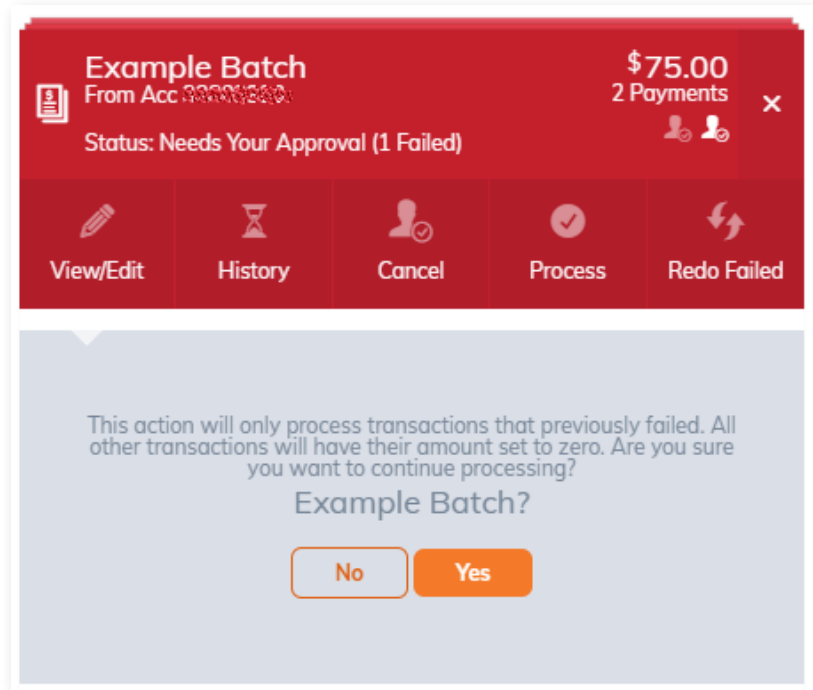 Example Batch
From Acc
Status: Needs Your Approval (1 Failed)
$75.00
2 Payments
View/Edit
History
Cancel
Process
Redo Failed
This action will only process transactions that previously failed. All
other transactions will have their amount set to zero. Are you sure
you want to continue processing?
Example Batch?
No
Yes